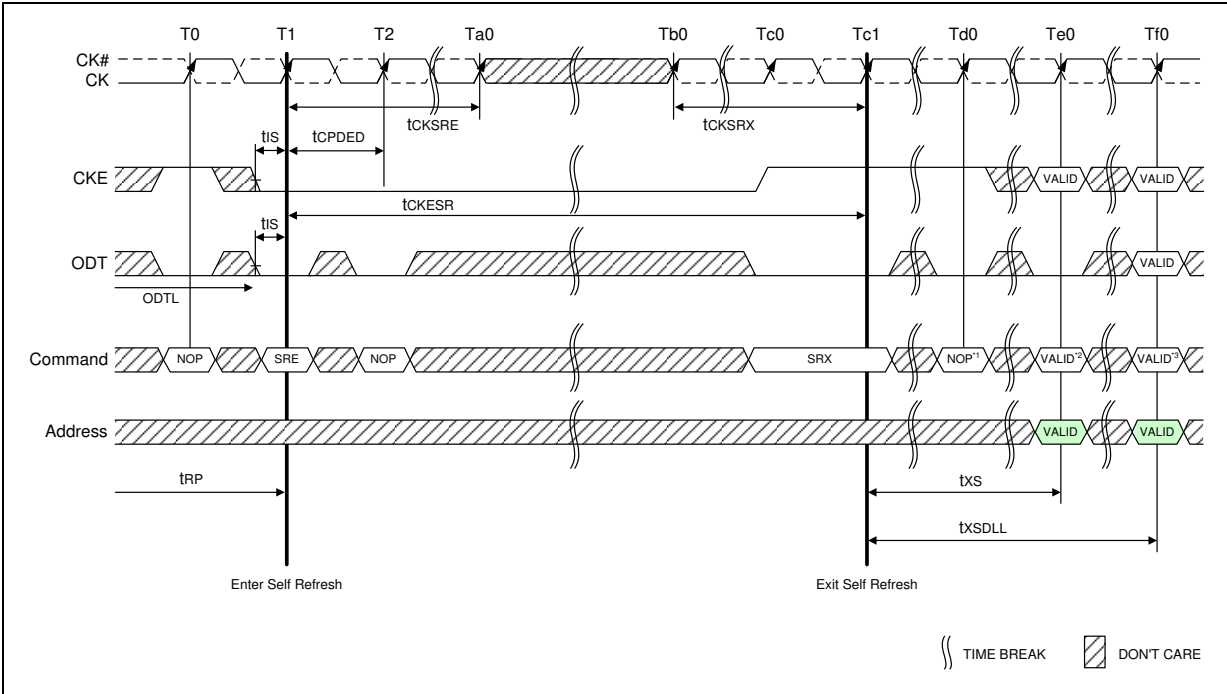 T0 T1 T2 Ta0 Tb0 Tc0 Tc1 Td0 Te0 Tf0
CK#
CK
tCKSRE tCKSRX
tIS tCPDED
CKE VALID VALID
tCKESR
tIS
ODT VALID
ODTL
Command NOP SRE NOP SRX NOP*1 VALID*2 VALID*3
Address VALID VALID
tRP tXS
tXSDLL
Enter Self Refresh Exit Self Refresh
TIME BREAK DON'T CARE